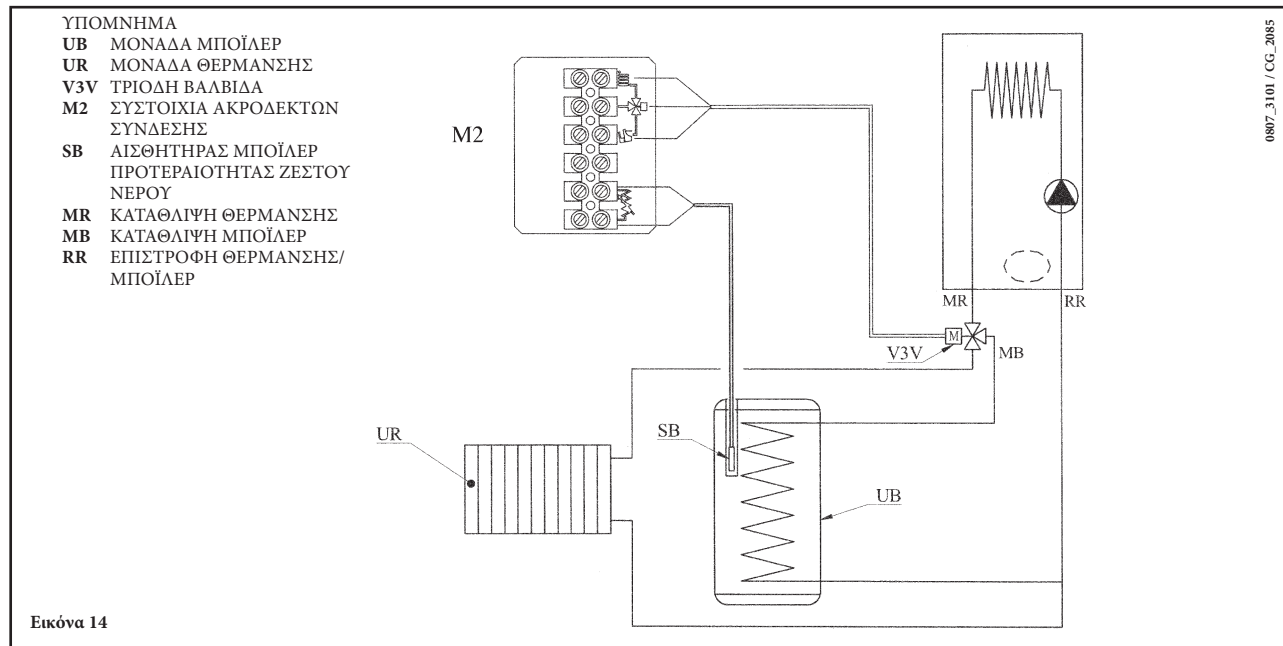 ΥΠΟΜΝΗΜΑ
UB ΜΟΝΑΔΑ ΜΠΟΪΛΕΡ
UR ΜΟΝΑΔΑ ΘΕΡΜΑΝΣΗΣ
V3V ΤΡΙΟΔΗ ΒΑΛΒΙΔΑ
M2 ΣΥΣΤΟΙΧΙΑ ΑΚΡΟΔΕΚΤΩΝ
ΣΥΝΔΕΣΗΣ
SB ΑΙΣΘΗΤΗΡΑΣ ΜΠΟΪΛΕΡ
ΠΡΟΤΕΡΑΙΟΤΗΤΑΣ ΖΕΣΤΟΥ
ΝΕΡΟΥ
MR ΚΑΤΑΘΛΙΨΗ ΘΕΡΜΑΝΣΗΣ
MB ΚΑΤΑΘΛΙΨΗ ΜΠΟΪΛΕΡ
RR ΕΠΙΣΤΡΟΦΗ ΘΕΡΜΑΝΣΗΣ/
ΜΠΟΪΛΕΡ
M2
0807_3101 / CG_2085
MR
RR
M
V3V
MB
UR
SB
UB
Εικόνα 14